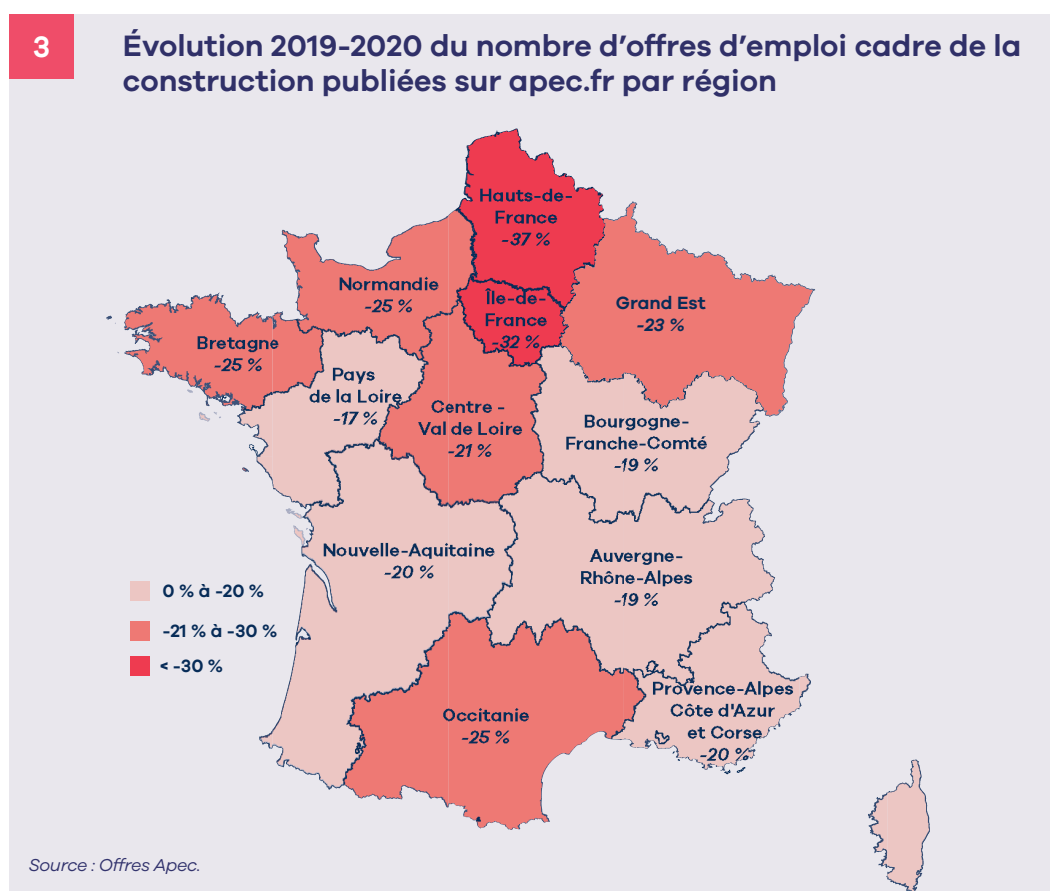 3
Évolution 2019-2020 du nombre d'offres d'emploi cadre de la
construction publiées sur apec.fr par région
Hauts-de-
France
-37 %
Normandie
-25 %
Île-de-
France
-32 %
Grand Est
-23 %
Bretagne
-25 %
Pays
de la Loire
-17 %
Centre -
Val de Loire
-21 %
Bourgogne-
Franche-Comté
-19 %
Nouvelle-Aquitaine
-20 %
Auvergne-
Rhône-Alpes
-19 %
0 % à -20 %
-21 % à -30 %
< -30 %
Provence-Alpes
Côte d'Azur
et Corse
-20 %
Occitanie
-25 %
Source : Offres Apec.